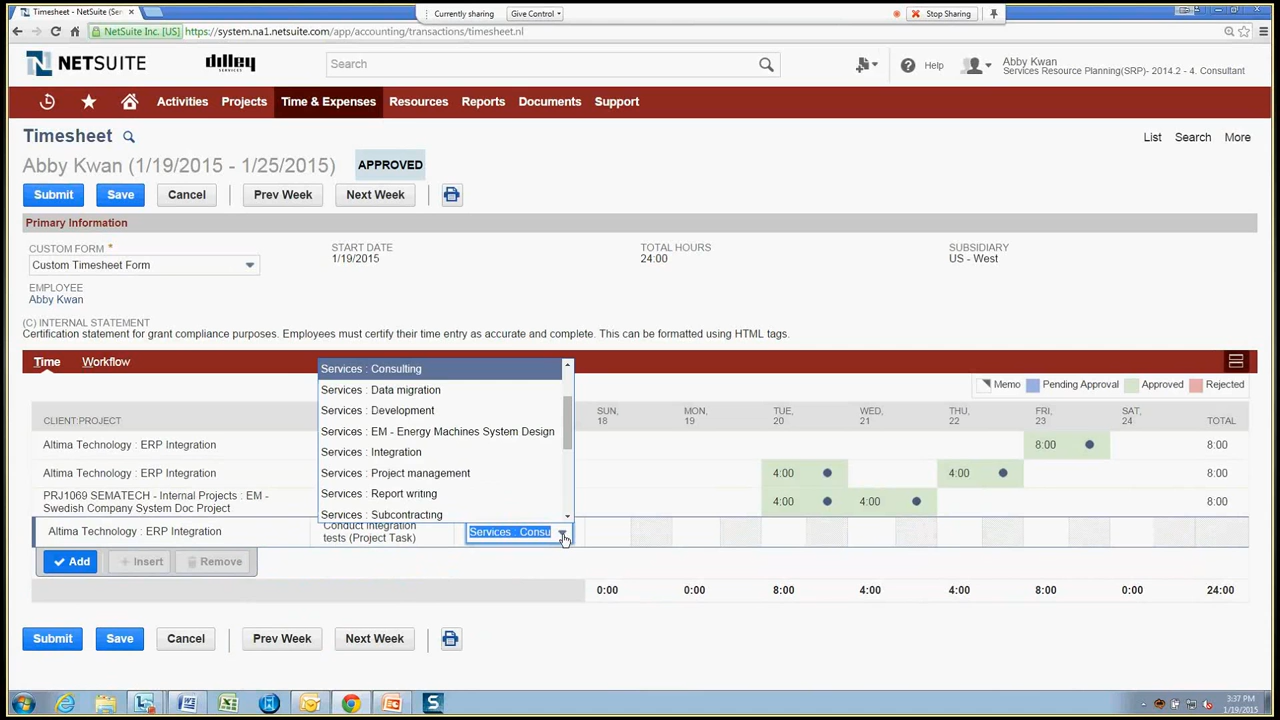 Timesheet - NetSuite (Ser
Currently sharing
Give Control
Stop Sharing
NetSuite Inc. [US]
https://system.na1.netsuite.com/app/accounting/transactions/timesheet.nl
NETSUITE
dilley
SERVICES
Search
Help
Abby Kwan
Services Resource Planning(SRP) - 2014.2 - 4. Consultant
Activities
Projects
Time & Expenses
Resources
Reports
Documents
Support
Timesheet
List
Search
More
Abby Kwan (1/19/2015 - 1/25/2015)
APPROVED
Submit
Save
Cancel
Prev Week
Next Week
Primary Information
CUSTOM FORM *
Custom Timesheet Form
EMPLOYEE
Abby Kwan
START DATE
1/19/2015
TOTAL HOURS
24:00
SUBSIDIARY
US - West
(C) INTERNAL STATEMENT
Certification statement for grant compliance purposes. Employees must certify their time entry as accurate and complete. This can be formatted using HTML tags.
Time
Workflow
Memo
Pending Approval
Approved
Rejected
CLIENT:PROJECT
SUN, 18
MON, 19
TUE, 20
WED, 21
THU, 22
FRI, 23
SAT, 24
TOTAL
Services : Consulting
Services : Data migration
Services : Development
Services : EM - Energy Machines System Design
Services : Integration
Services : Project management
Services : Report writing
Services : Subcontracting
Altima Technology : ERP Integration
8:00
8:00
Altima Technology : ERP Integration
4:00
4:00
8:00
PRJ1069 SEMATECH - Internal Projects : EM -
Swedish Company System Doc Project
4:00
4:00
8:00
Altima Technology : ERP Integration
Conduct integration
tests (Project Task)
Services : Consu
Add
Insert
Remove
0:00
0:00
8:00
4:00
4:00
8:00
0:00
24:00
Submit
Save
Cancel
Prev Week
Next Week
3:37 PM
1/19/2015